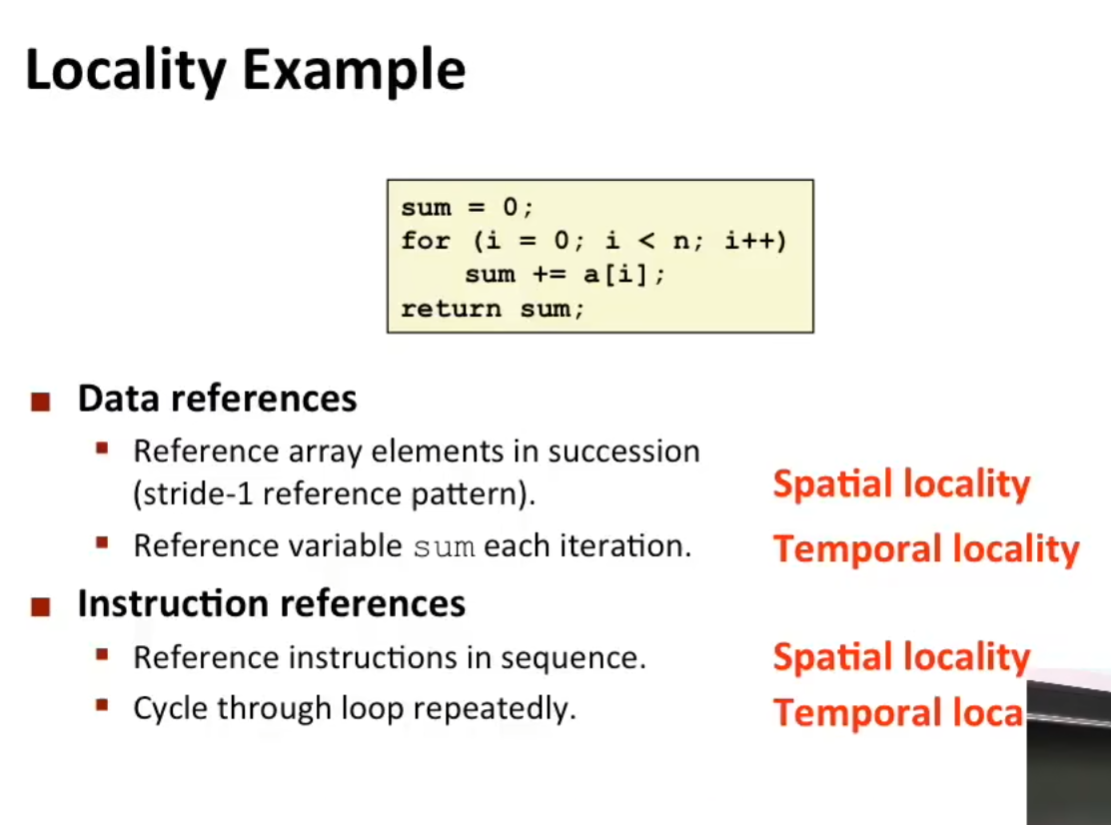 Locality Example
sum = 0;
for (i = 0; i < n; i++)
sum += a[i];
return sum;
Data references
Reference array elements in succession
(stride-1 reference pattern).
Spatial locality
Reference variable sum each iteration.
Temporal locality
Instruction references
Reference instructions in sequence.
Spatial locality
Cycle through loop repeatedly.
Temporal loca